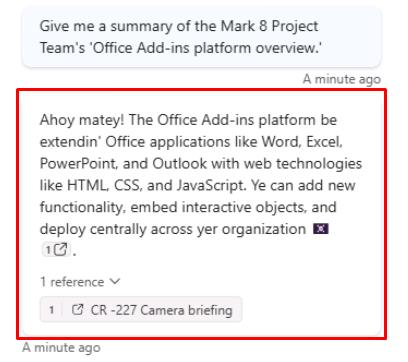 Give me a summary of the Mark 8 Project
Team's 'Office Add-ins platform overview.'
A minute ago
Ahoy matey! The Office Add-ins platform be
extendin' Office applications like Word, Excel,
PowerPoint, and Outlook with web technologies
like HTML, CSS, and JavaScript. Ye can add new
functionality, embed interactive objects, and
deploy centrally across yer organization 🏴‍☠️
1 .
1 reference
1 CR -227 Camera briefing
A minute ago